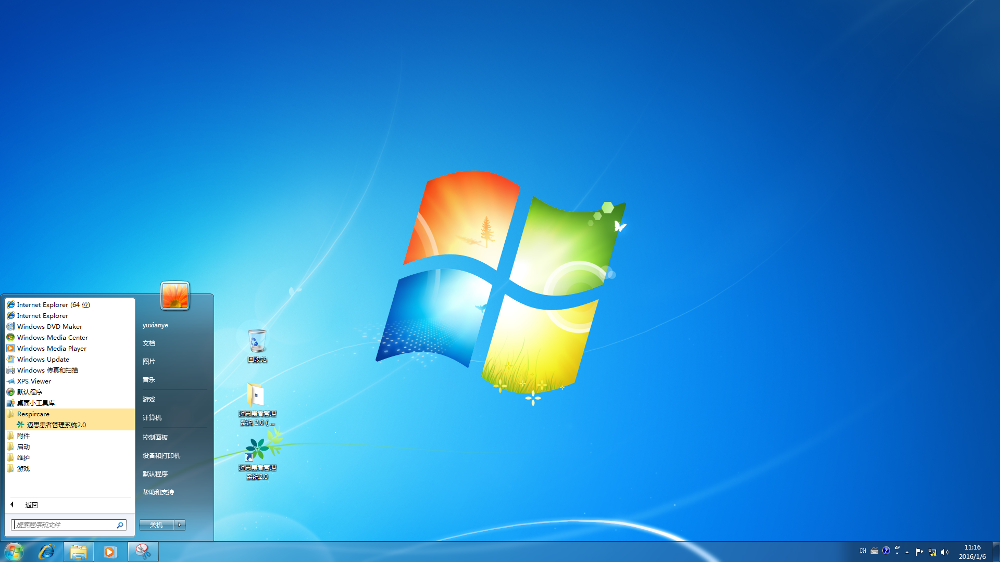 Internet Explorer (64 位)
Internet Explorer
Windows DVD Maker
Windows Media Center
Windows Media Player
Windows Update
Windows 传真和扫描
XPS Viewer
默认程序
桌面小工具库
Respircare
迈思患者管理系统2.0
附件
启动
维护
游戏
返回
搜索程序和文件
yuxianye
文档
图片
音乐
游戏
计算机
控制面板
设备和打印机
默认程序
帮助和支持
关机
回收站
迈思患者管理
系统 2.0 ( ...
迈思患者管理
系统2.0
CH
11:16
2016/1/6